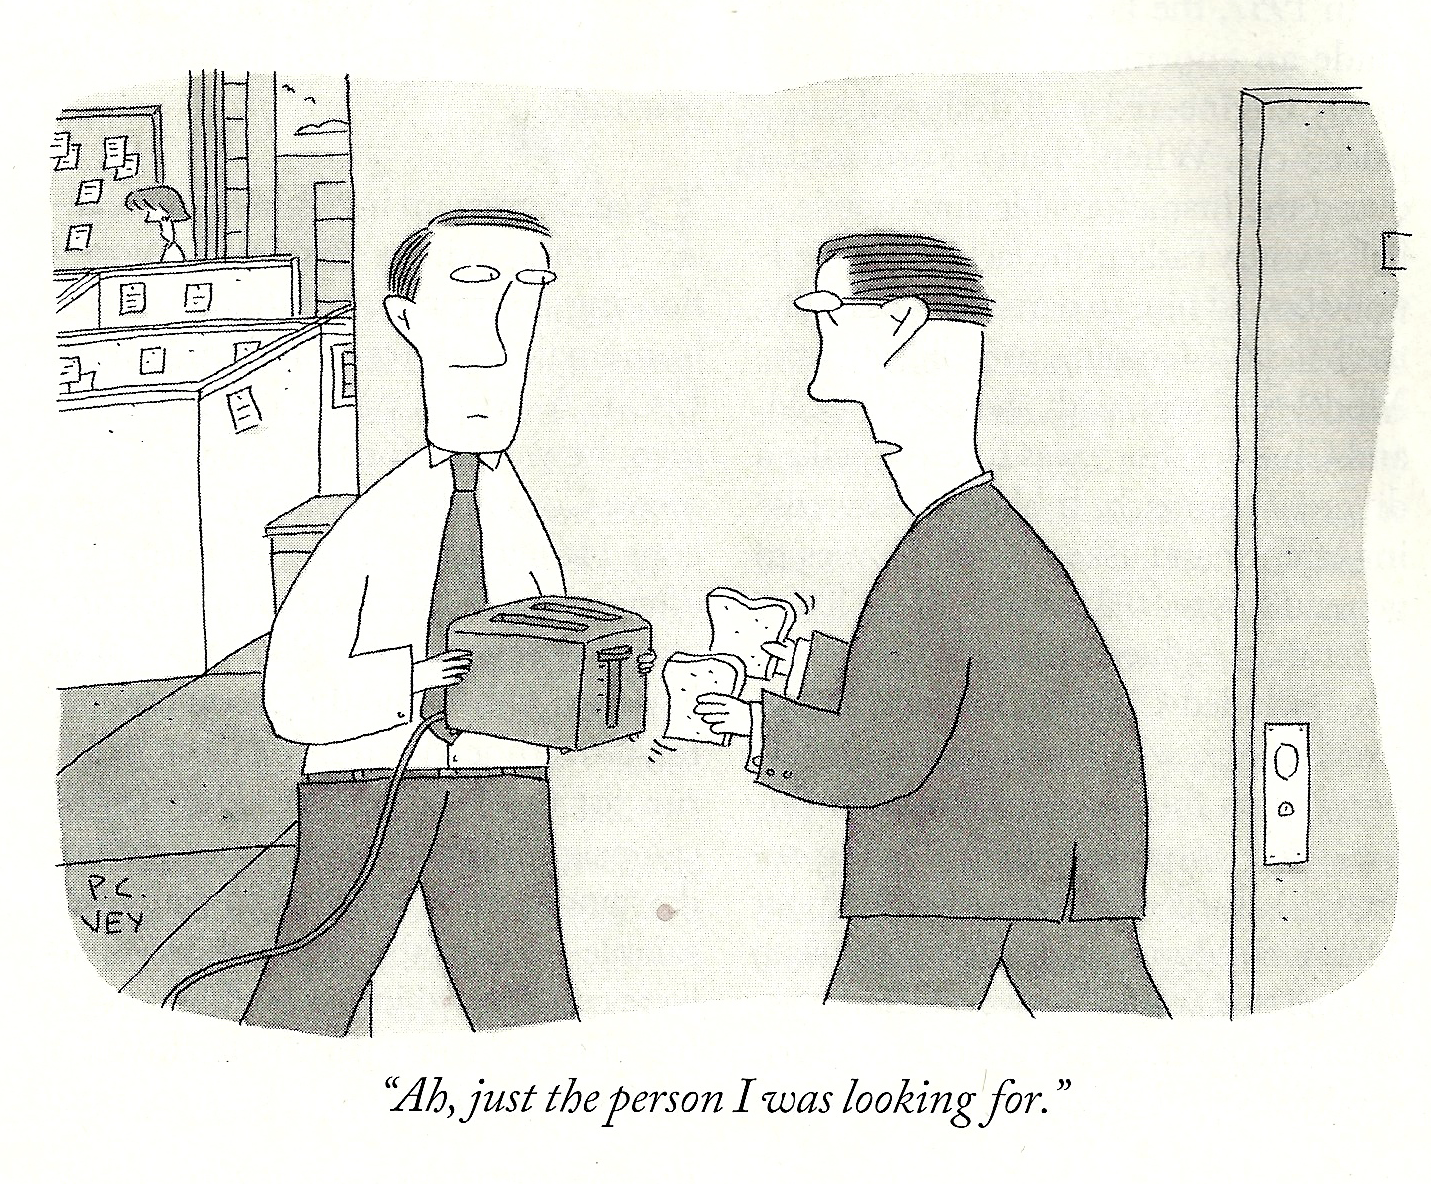 P.C.
VEY
“Ah, just the person I was looking for.”